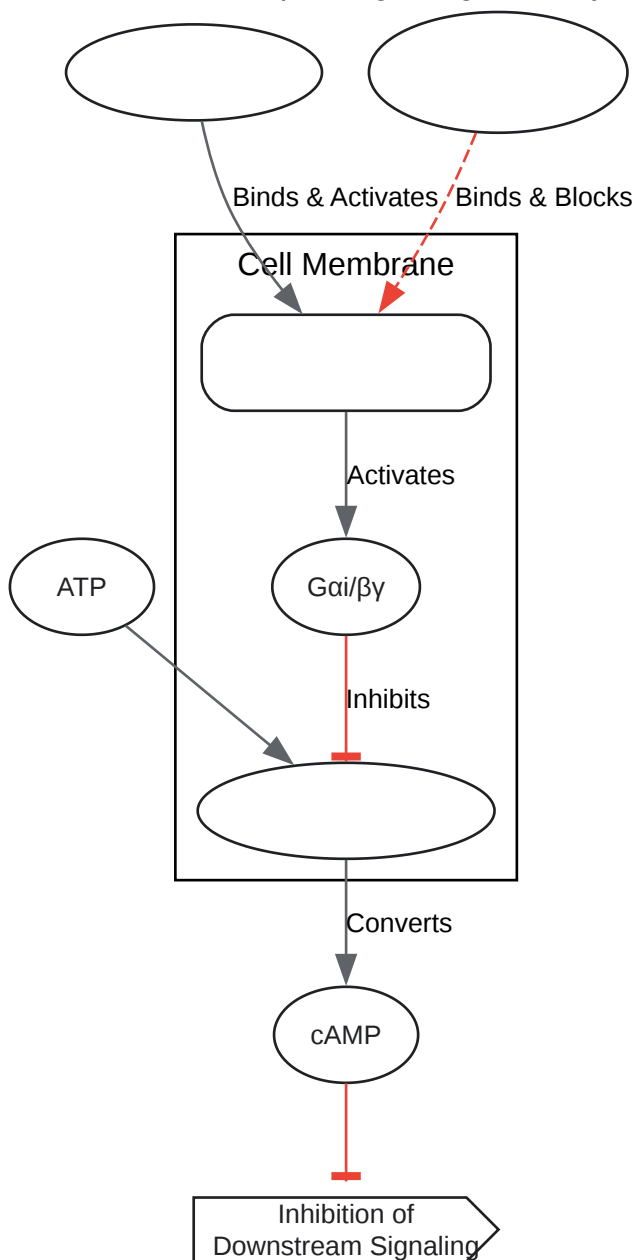 Binds & Activates
Binds & Blocks
Cell Membrane
Activates
ATP
Gαi/βγ
Inhibits
Converts
cAMP
Inhibition of
Downstream Signaling